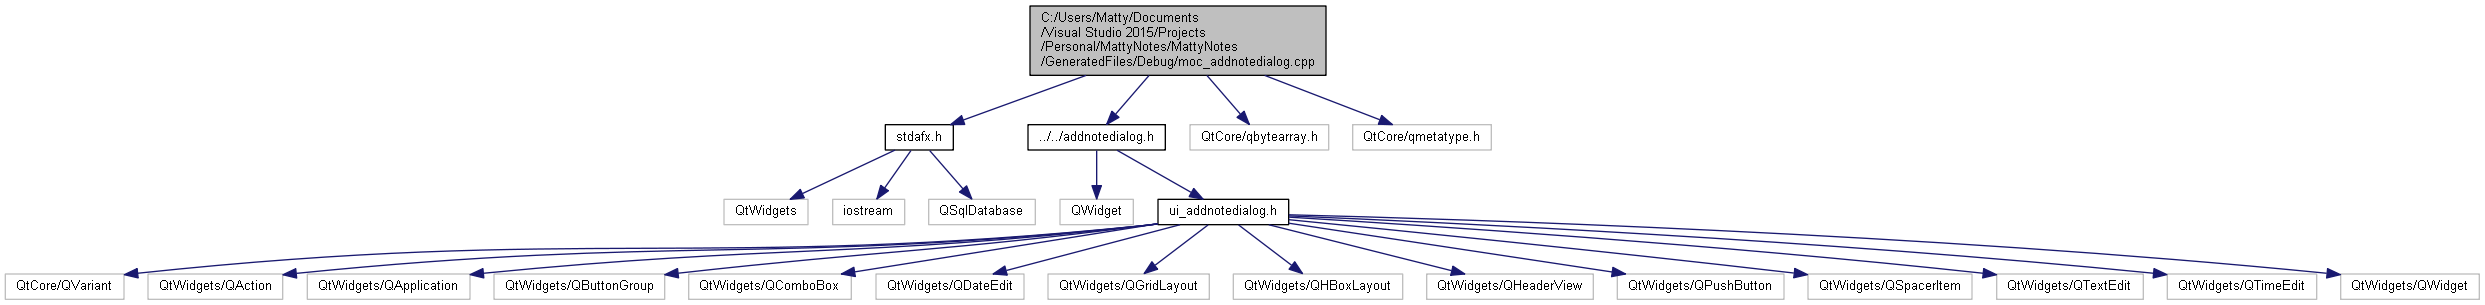 C:/Users/Matty/Documents
/Visual Studio 2015/Projects
/Personal/MattyNotes/MattyNotes
/GeneratedFiles/Debug/moc_addnotedialog.cpp
stdafx.h
../../addnotedialog.h
QtCore/qbytearray.h
QtCore/qmetatype.h
QtWidgets
iostream
QSqlDatabase
QWidget
ui_addnotedialog.h
QtCore/QVariant
QtWidgets/QAction
QtWidgets/QApplication
QtWidgets/QButtonGroup
QtWidgets/QComboBox
QtWidgets/QDateEdit
QtWidgets/QGridLayout
QtWidgets/QHBoxLayout
QtWidgets/QHeaderView
QtWidgets/QPushButton
QtWidgets/QSpacerItem
QtWidgets/QTextEdit
QtWidgets/QTimeEdit
QtWidgets/QWidget